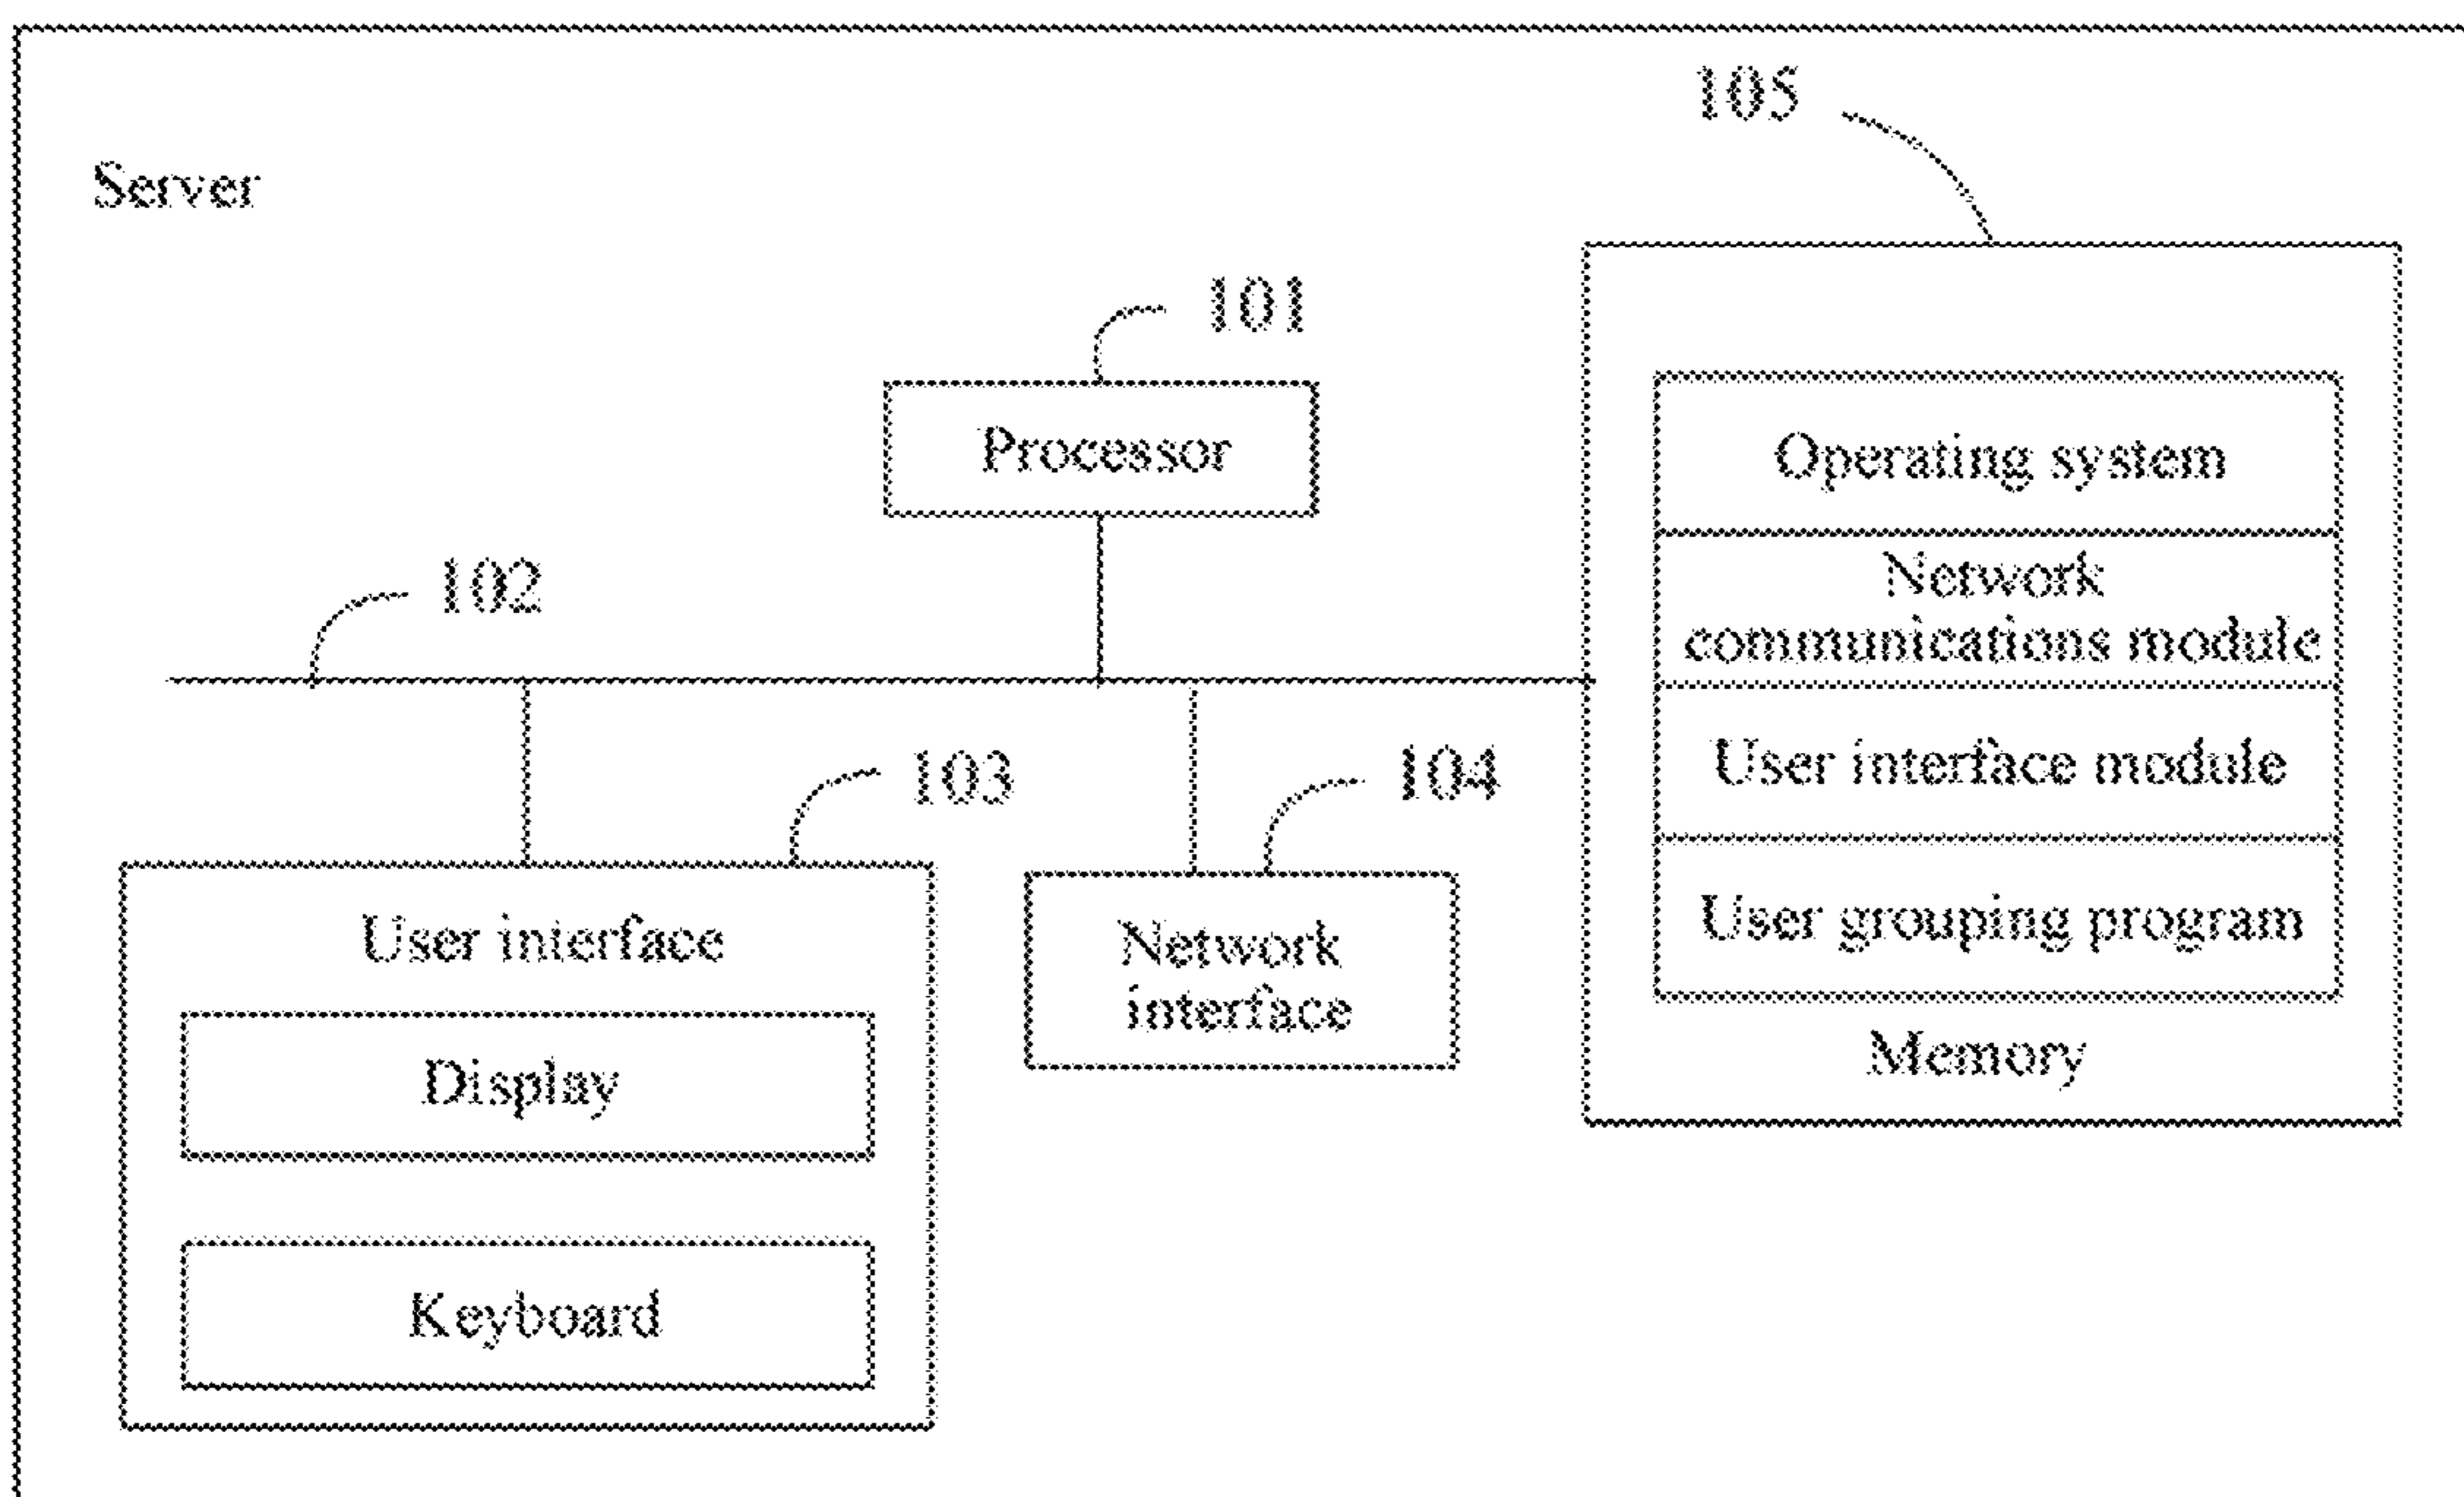 Server
105
101
Processor
Operating system
Network
communications module
User interface module
User grouping program
Memory
102
103
104
User interface
Display
Keyboard
Network
interface